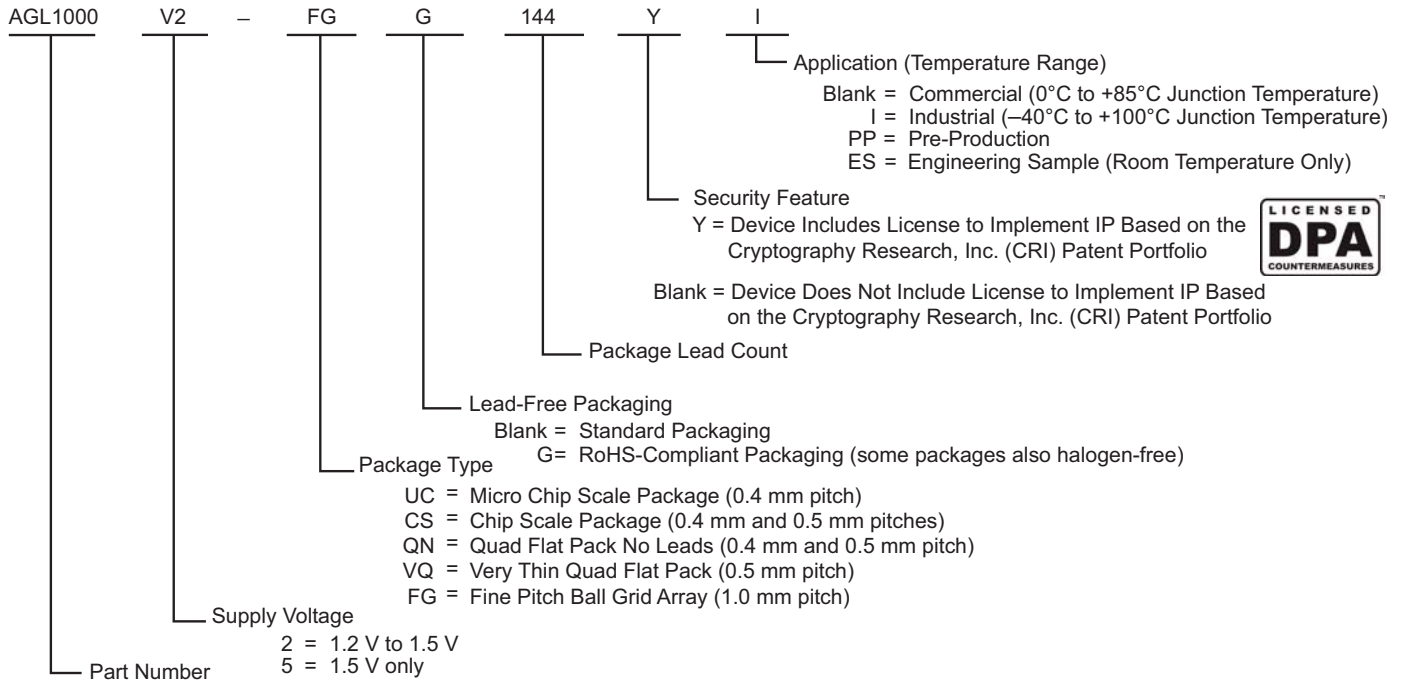 AGL1000 V2 – FG G 144 Y I
Application (Temperature Range)
Blank = Commercial (0°C to +85°C Junction Temperature)
I = Industrial (–40°C to +100°C Junction Temperature)
PP = Pre-Production
ES = Engineering Sample (Room Temperature Only)
Security Feature
Y = Device Includes License to Implement IP Based on the
Cryptography Research, Inc. (CRI) Patent Portfolio
LICENSED
DPA
COUNTERMEASURES
™
Blank = Device Does Not Include License to Implement IP Based
on the Cryptography Research, Inc. (CRI) Patent Portfolio
Package Lead Count
Lead-Free Packaging
Blank = Standard Packaging
G= RoHS-Compliant Packaging (some packages also halogen-free)
Package Type
UC = Micro Chip Scale Package (0.4 mm pitch)
CS = Chip Scale Package (0.4 mm and 0.5 mm pitches)
QN = Quad Flat Pack No Leads (0.4 mm and 0.5 mm pitch)
VQ = Very Thin Quad Flat Pack (0.5 mm pitch)
FG = Fine Pitch Ball Grid Array (1.0 mm pitch)
Supply Voltage
2 = 1.2 V to 1.5 V
5 = 1.5 V only
Part Number